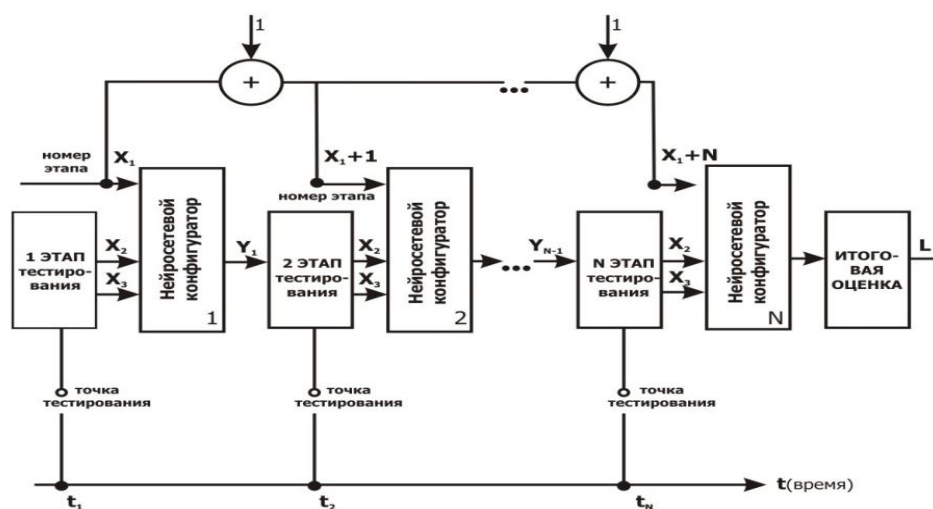 1
1
+
+
...
номер
этапа
X₁
X₁+1
X₁+N
номер этапа
1 ЭТАП
тестиро-
вания
X₂
X₃
Нейросетевой
конфигуратор
1
Y₁
2 ЭТАП
тестиро-
вания
X₂
X₃
Нейросетевой
конфигуратор
2
...
Yₙ₋₁
N ЭТАП
тестиро-
вания
X₂
X₃
Нейросетевой
конфигуратор
N
ИТОГО-
ВАЯ
ОЦЕНКА
L
точка
тестирования
точка
тестирования
точка
тестирования
t₁
t₂
tₙ
t(время)